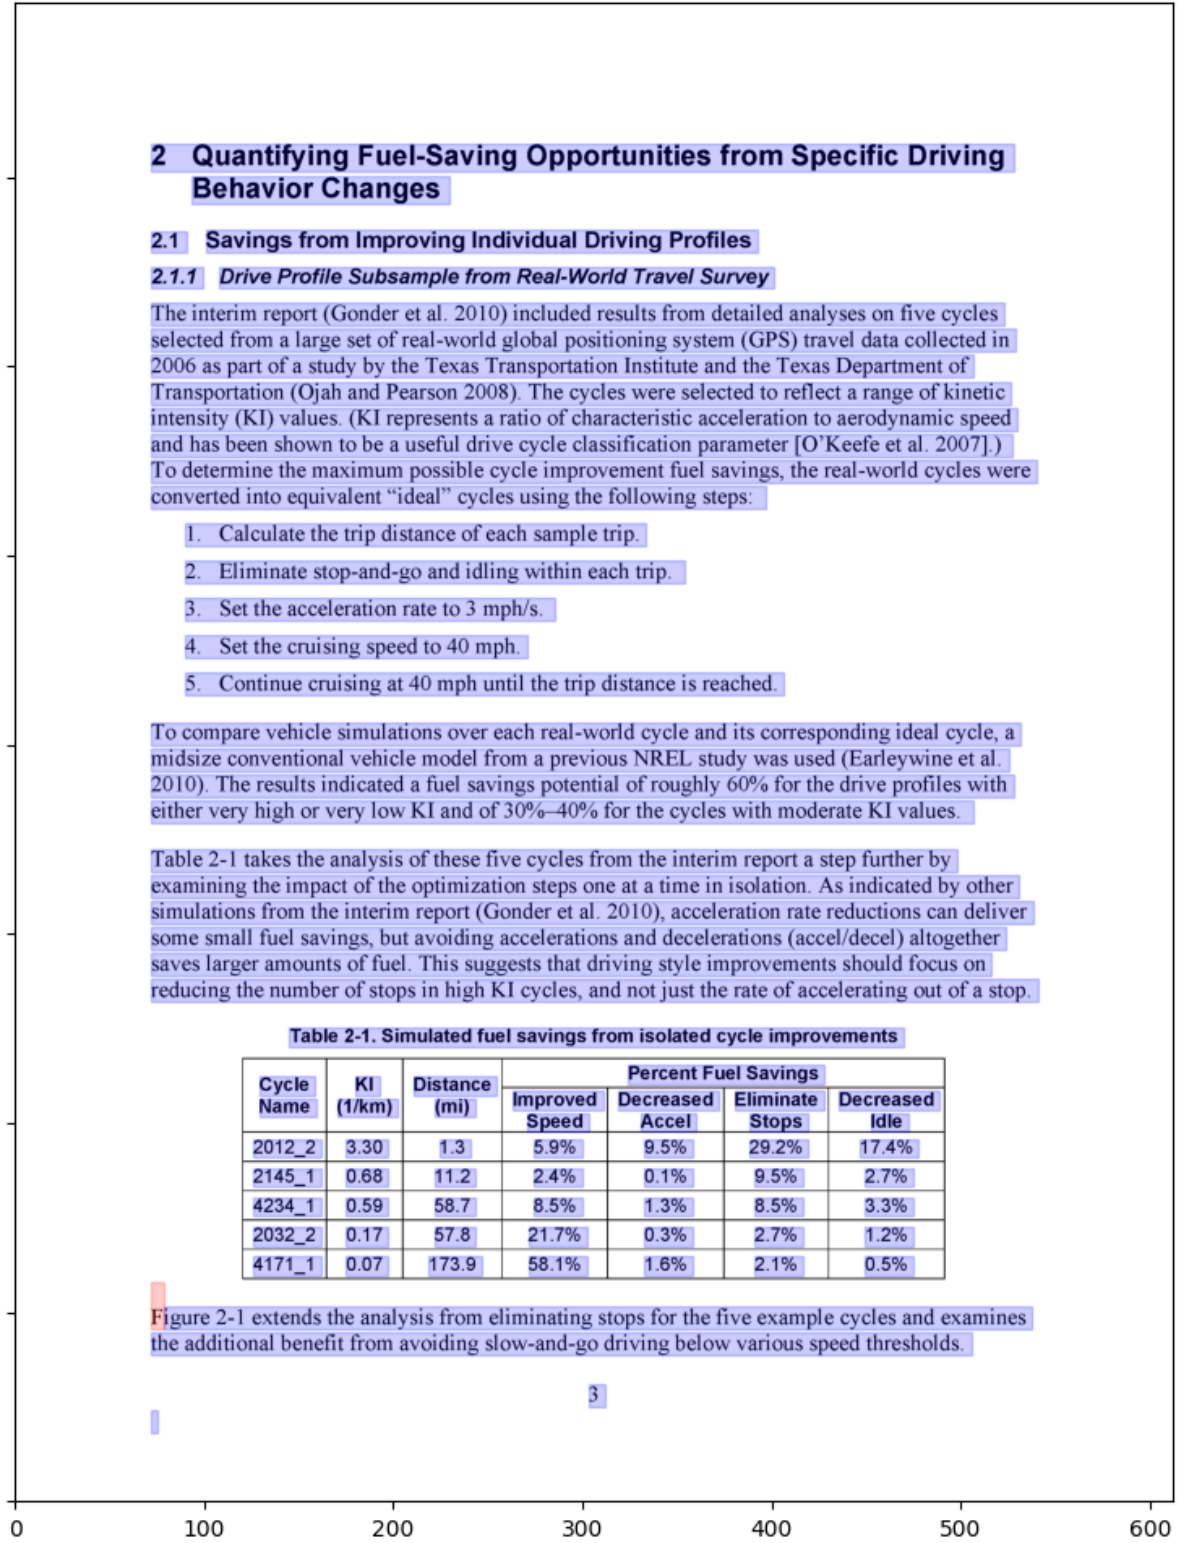 2 Quantifying Fuel-Saving Opportunities from Specific Driving
Behavior Changes
2.1 Savings from Improving Individual Driving Profiles
2.1.1 Drive Profile Subsample from Real-World Travel Survey
The interim report (Gonder et al. 2010) included results from detailed analyses on five cycles
selected from a large set of real-world global positioning system (GPS) travel data collected in
2006 as part of a study by the Texas Transportation Institute and the Texas Department of
Transportation (Ojah and Pearson 2008). The cycles were selected to reflect a range of kinetic
intensity (KI) values. (KI represents a ratio of characteristic acceleration to aerodynamic speed
and has been shown to be a useful drive cycle classification parameter [O'Keefe et al. 2007].)
To determine the maximum possible cycle improvement fuel savings, the real-world cycles were
converted into equivalent “ideal” cycles using the following steps:
1. Calculate the trip distance of each sample trip.
2. Eliminate stop-and-go and idling within each trip.
3. Set the acceleration rate to 3 mph/s.
4. Set the cruising speed to 40 mph.
5. Continue cruising at 40 mph until the trip distance is reached.
To compare vehicle simulations over each real-world cycle and its corresponding ideal cycle, a
midsize conventional vehicle model from a previous NREL study was used (Earleywine et al.
2010). The results indicated a fuel savings potential of roughly 60% for the drive profiles with
either very high or very low KI and of 30%–40% for the cycles with moderate KI values.
Table 2-1 takes the analysis of these five cycles from the interim report a step further by
examining the impact of the optimization steps one at a time in isolation. As indicated by other
simulations from the interim report (Gonder et al. 2010), acceleration rate reductions can deliver
some small fuel savings, but avoiding accelerations and decelerations (accel/decel) altogether
saves larger amounts of fuel. This suggests that driving style improvements should focus on
reducing the number of stops in high KI cycles, and not just the rate of accelerating out of a stop.
Table 2-1. Simulated fuel savings from isolated cycle improvements
Percent Fuel Savings
Cycle KI Distance Improved Decreased Eliminate Decreased
Name (1/km) (mi) Speed Accel Stops Idle
2012_2 3.30 1.3 5.9% 9.5% 29.2% 17.4%
2145_1 0.68 11.2 2.4% 0.1% 9.5% 2.7%
4234_1 0.59 58.7 8.5% 1.3% 8.5% 3.3%
2032_2 0.17 57.8 21.7% 0.3% 2.7% 1.2%
4171_1 0.07 173.9 58.1% 1.6% 2.1% 0.5%
Figure 2-1 extends the analysis from eliminating stops for the five example cycles and examines
the additional benefit from avoiding slow-and-go driving below various speed thresholds.
3
0 100 200 300 400 500 600